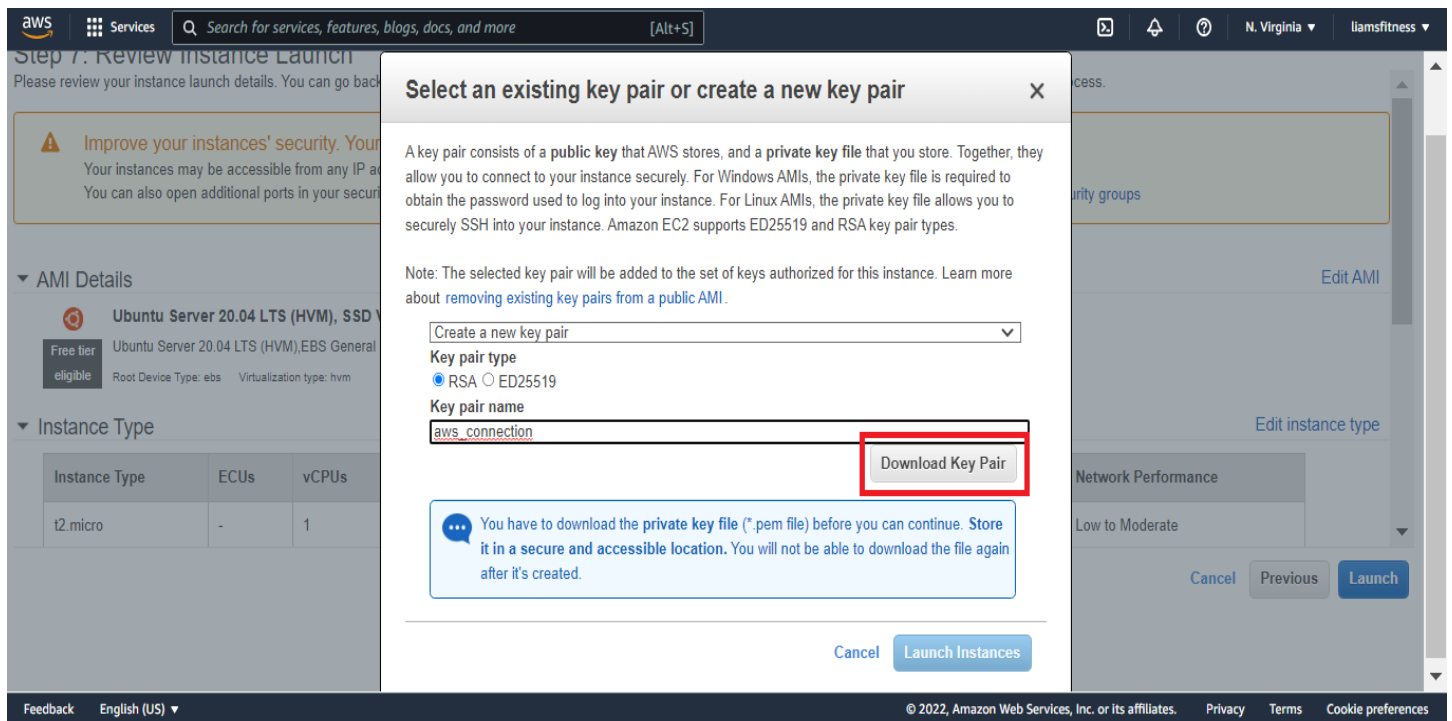 aws Services Search for services, features, blogs, docs, and more [Alt+S] N. Virginia ▼ liamsfitness ▼
Step 7: Review Instance Launch
Please review your instance launch details. You can go back
cess.
Improve your instances' security. Your
Your instances may be accessible from any IP
You can also open additional ports in your securi
urity groups
AMI Details
Edit AMI
Ubuntu Server 20.04 LTS (HVM), SSD
Free tier eligible
Ubuntu Server 20.04 LTS (HVM),EBS General
Root Device Type: ebs Virtualization type: hvm
Instance Type
Edit instance type
Instance Type ECUs vCPUs Network Performance
t2.micro - 1 Low to Moderate
Cancel Previous Launch
Select an existing key pair or create a new key pair
A key pair consists of a public key that AWS stores, and a private key file that you store. Together, they
allow you to connect to your instance securely. For Windows AMIs, the private key file is required to
obtain the password used to log into your instance. For Linux AMIs, the private key file allows you to
securely SSH into your instance. Amazon EC2 supports ED25519 and RSA key pair types.
Note: The selected key pair will be added to the set of keys authorized for this instance. Learn more
about removing existing key pairs from a public AMI.
Create a new key pair
Key pair type
RSA ED25519
Key pair name
aws_connection
Download Key Pair
You have to download the private key file (*.pem file) before you can continue. Store
it in a secure and accessible location. You will not be able to download the file again
after it's created.
Cancel Launch Instances
Feedback English (US) ▼ © 2022, Amazon Web Services, Inc. or its affiliates. Privacy Terms Cookie preferences